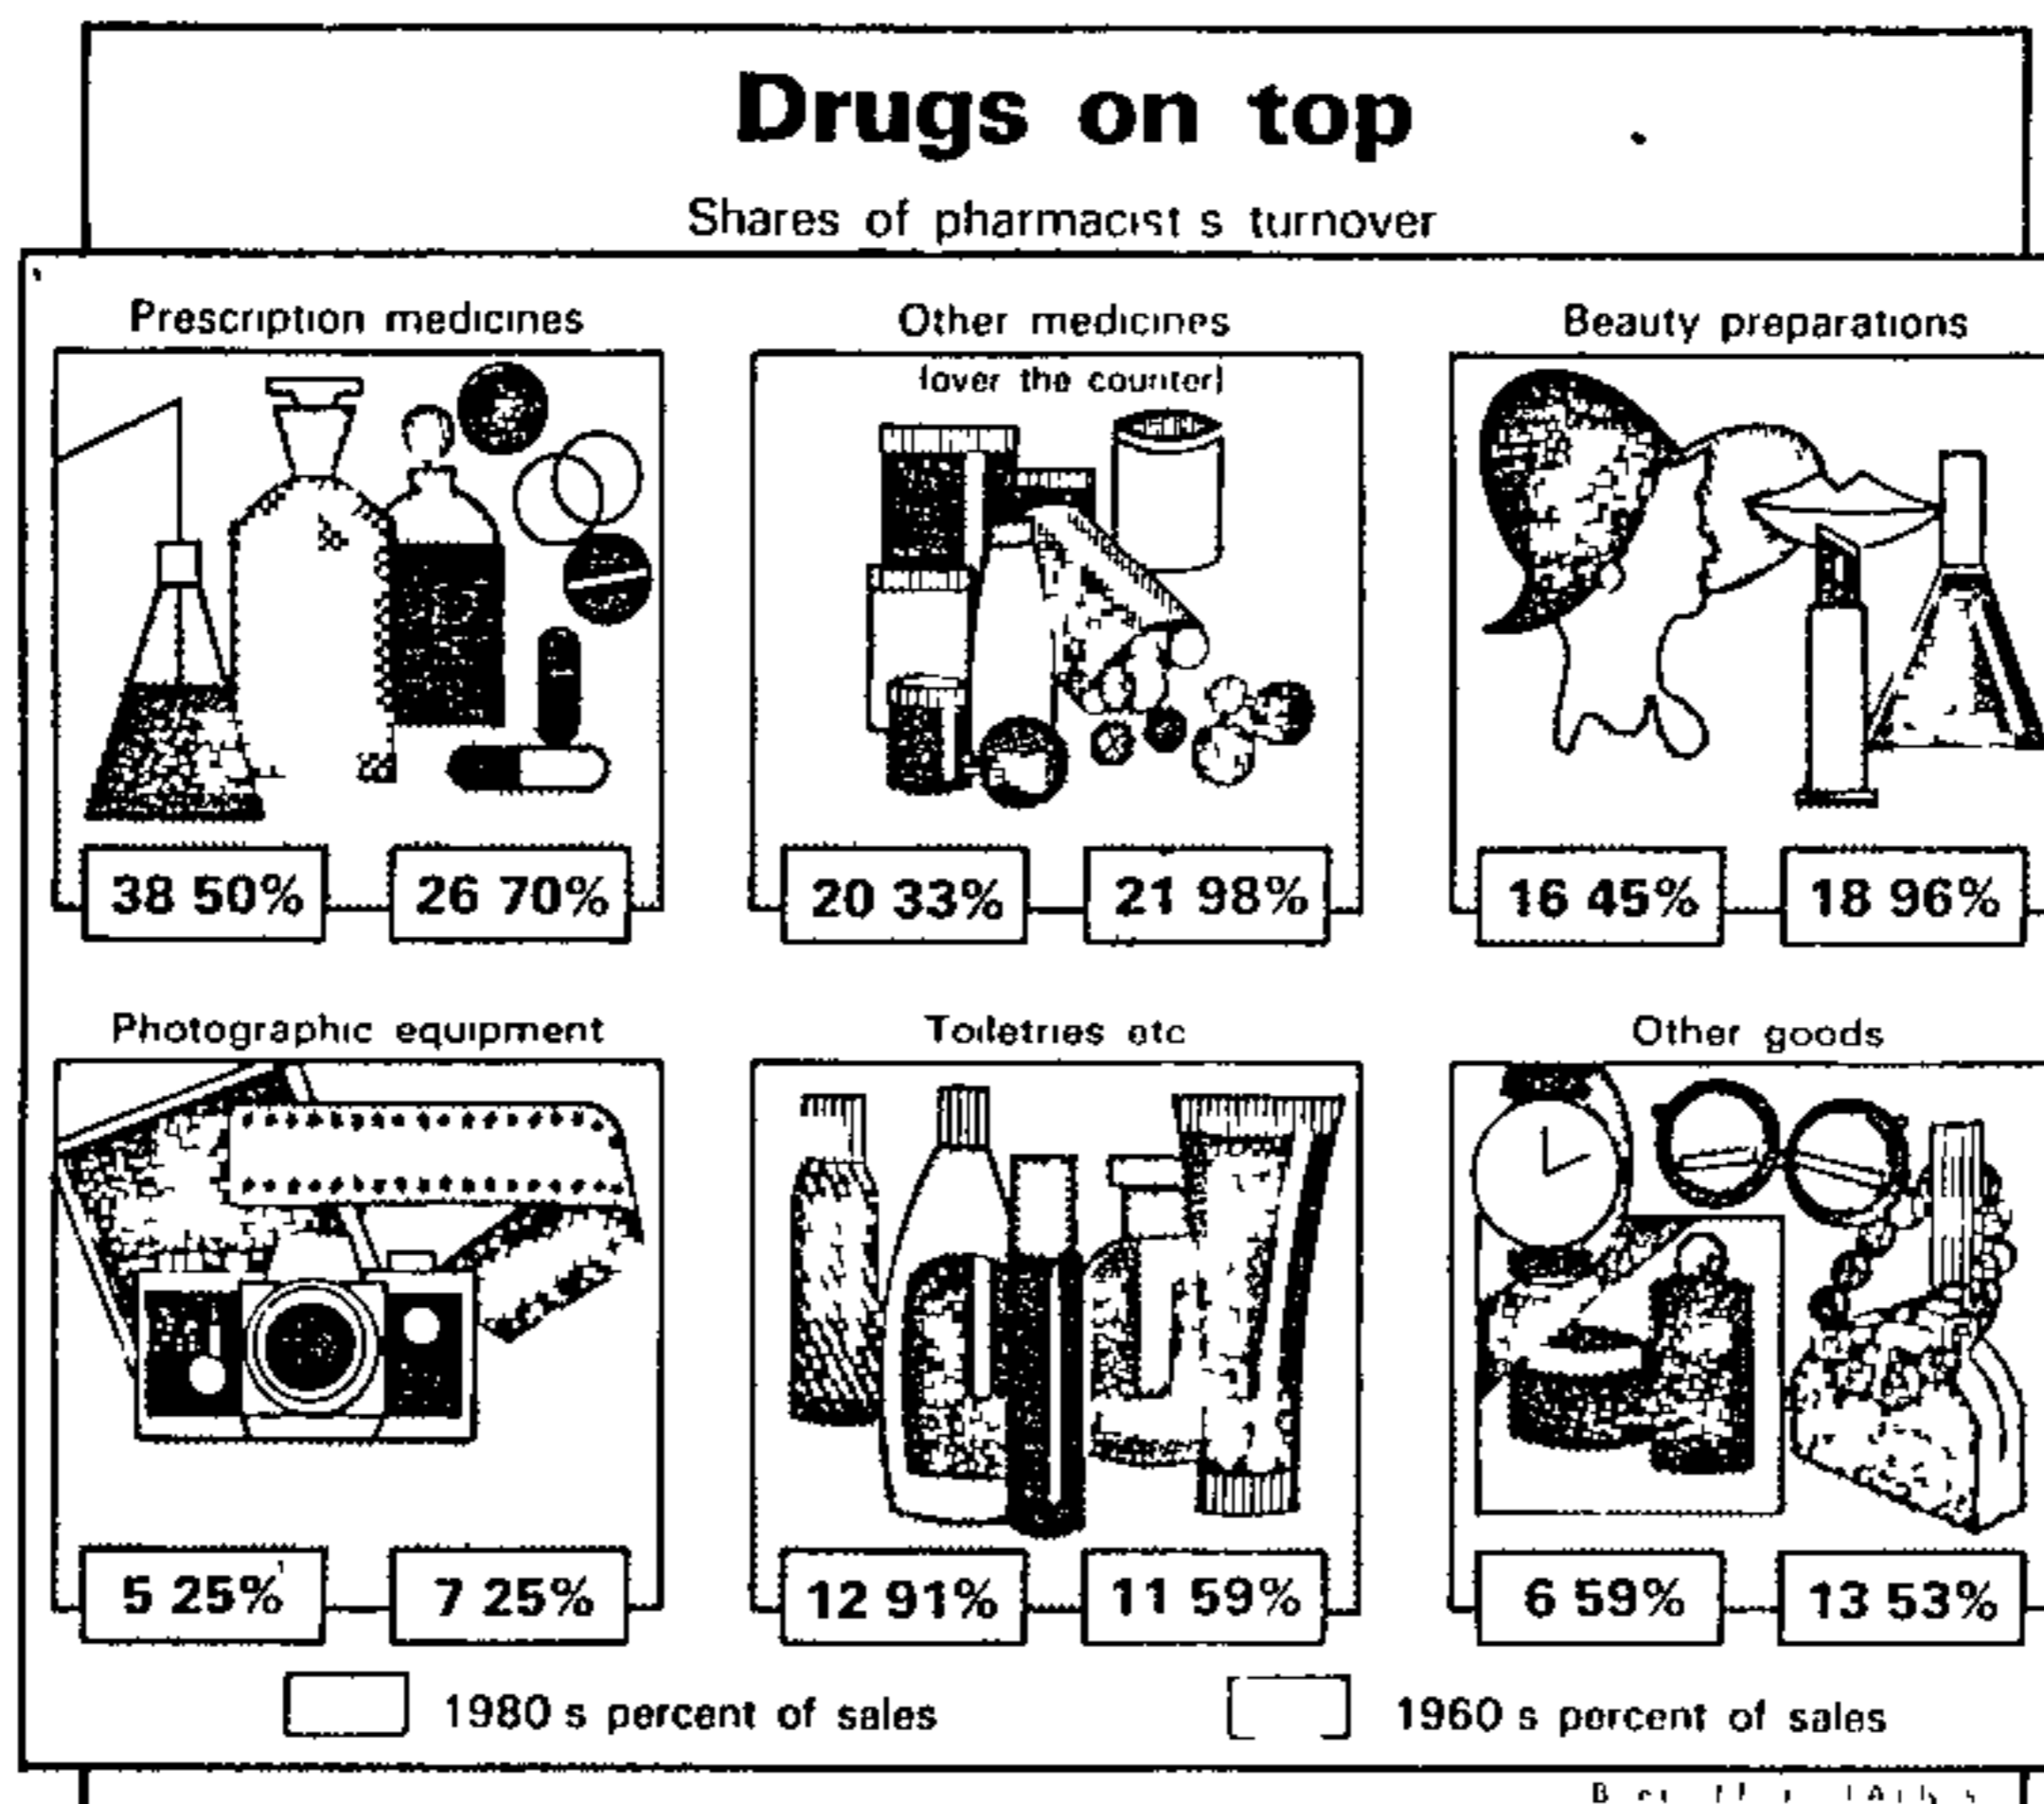 Drugs on top
Shares of pharmacist s turnover
Prescription medicines
Other medicines
(over the counter)
Beauty preparations
38 50% 26 70%
20 33% 21 98%
16 45% 18 96%
Photographic equipment
Toiletries etc
Other goods
5 25% 7 25%
12 91% 11 59%
6 59% 13 53%
1980 s percent of sales
1960 s percent of sales